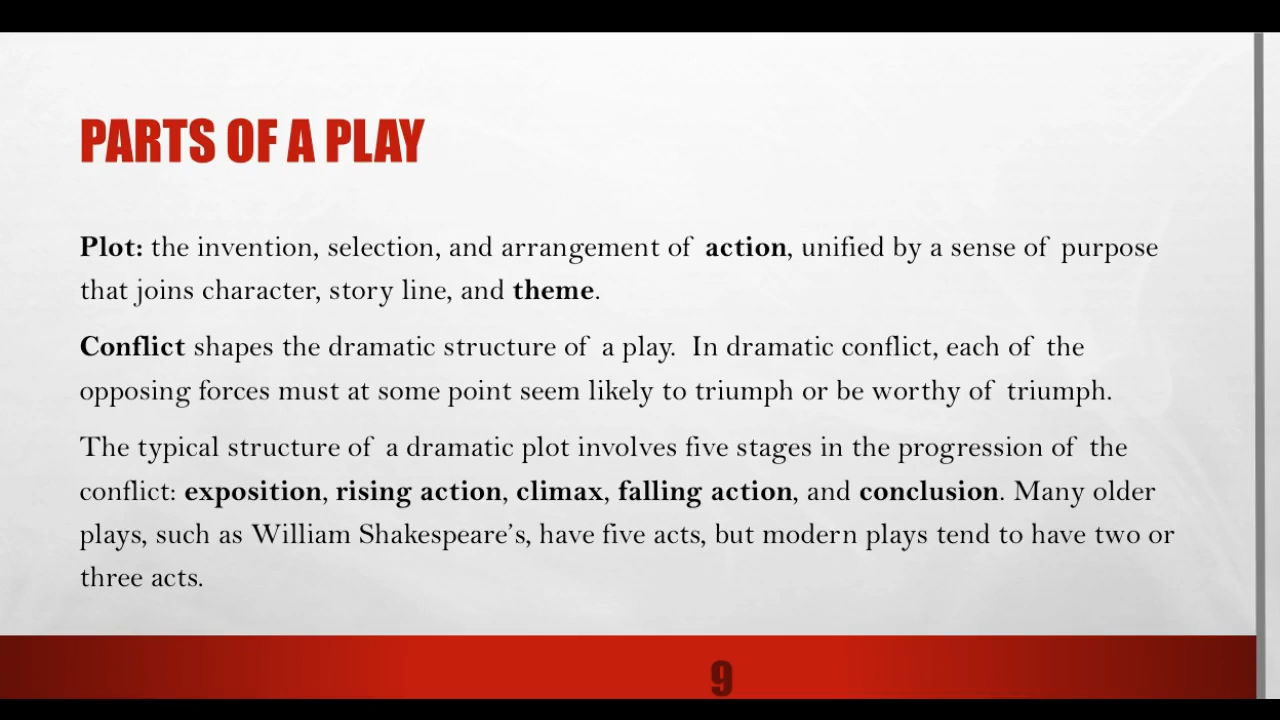 PARTS OF A PLAY
Plot: the invention, selection, and arrangement of action, unified by a sense of purpose
that joins character, story line, and theme.
Conflict shapes the dramatic structure of a play. In dramatic conflict, each of the
opposing forces must at some point seem likely to triumph or be worthy of triumph.
The typical structure of a dramatic plot involves five stages in the progression of the
conflict: exposition, rising action, climax, falling action, and conclusion. Many older
plays, such as William Shakespeare’s, have five acts, but modern plays tend to have two or
three acts.
9